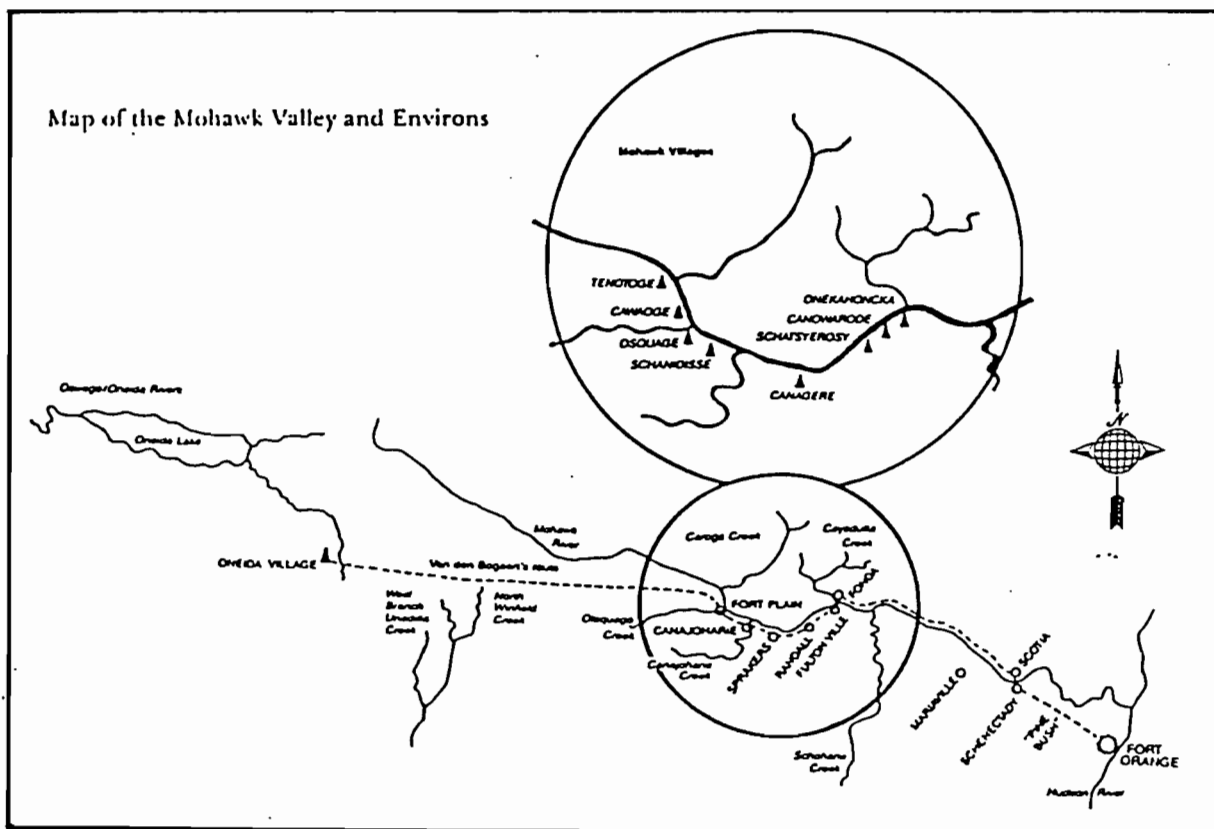 Map of the Mohawk Valley and Environs
Mohawk Villages
TENOTOGE
CAWAOGE
OSQUAGE
SCHANIDISSE
CANAGERE
ONEKAHONCKA
CANOWARODE
SCHATSYEROSY
N
Oswego/Oneida Rivers
Oneida Lake
ONEIDA VILLAGE
Van den Bogaert's route
Mohawk
River
West
Branch
Unadilla
Creek
North
Winfield
Creek
Caroga Creek
Cayadutta
Creek
Otsquago
Creek
FORT PLAIN
CANAJOHARIE
Canajoharie
Creek
SPRAKERS
RANDALL
FULTONVILLE
FONDA
Schoharie
Creek
MARIAVILLE
SCOTIA
SCHENECTADY
"PINE
BUSH"
FORT
ORANGE
Hudson River